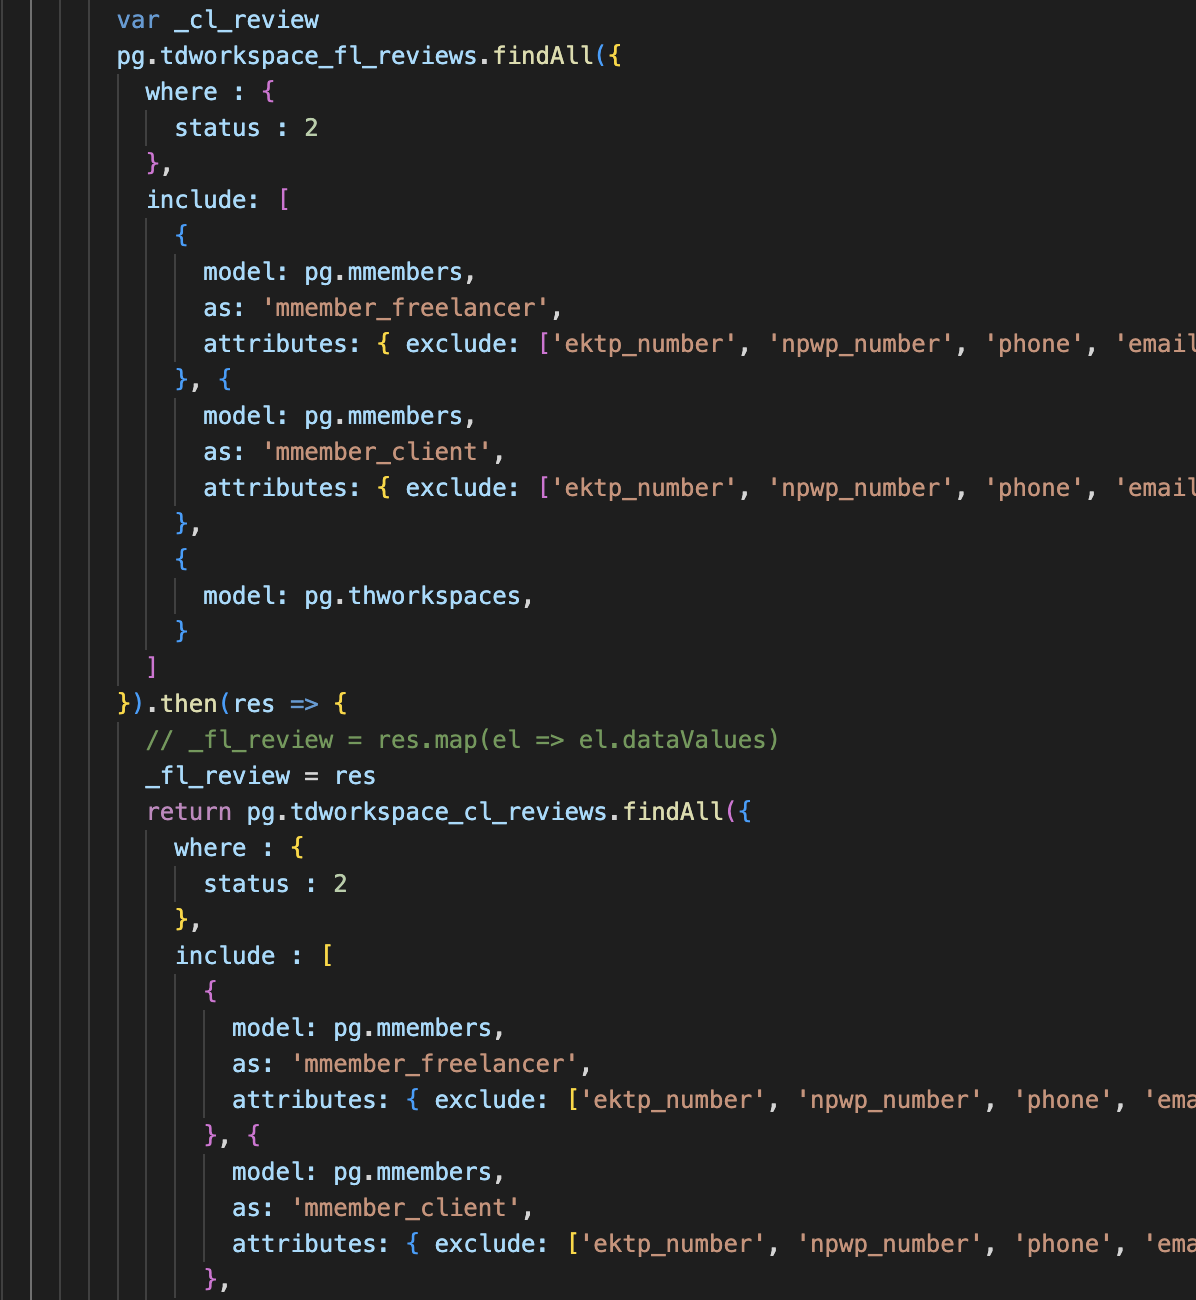 var _cl_review
pg.tdworkspace_fl_reviews.findAll({
where : {
status : 2
},
include: [
{
model: pg.mmembers,
as: 'mmember_freelancer',
attributes: { exclude: ['ektp_number', 'npwp_number', 'phone', 'email
}, {
model: pg.mmembers,
as: 'mmember_client',
attributes: { exclude: ['ektp_number', 'npwp_number', 'phone', 'email
},
{
model: pg.thworkspaces,
}
]
}).then(res => {
// _fl_review = res.map(el => el.dataValues)
_fl_review = res
return pg.tdworkspace_cl_reviews.findAll({
where : {
status : 2
},
include : [
{
model: pg.mmembers,
as: 'mmember_freelancer',
attributes: { exclude: ['ektp_number', 'npwp_number', 'phone', 'ema
}, {
model: pg.mmembers,
as: 'mmember_client',
attributes: { exclude: ['ektp_number', 'npwp_number', 'phone', 'ema
},